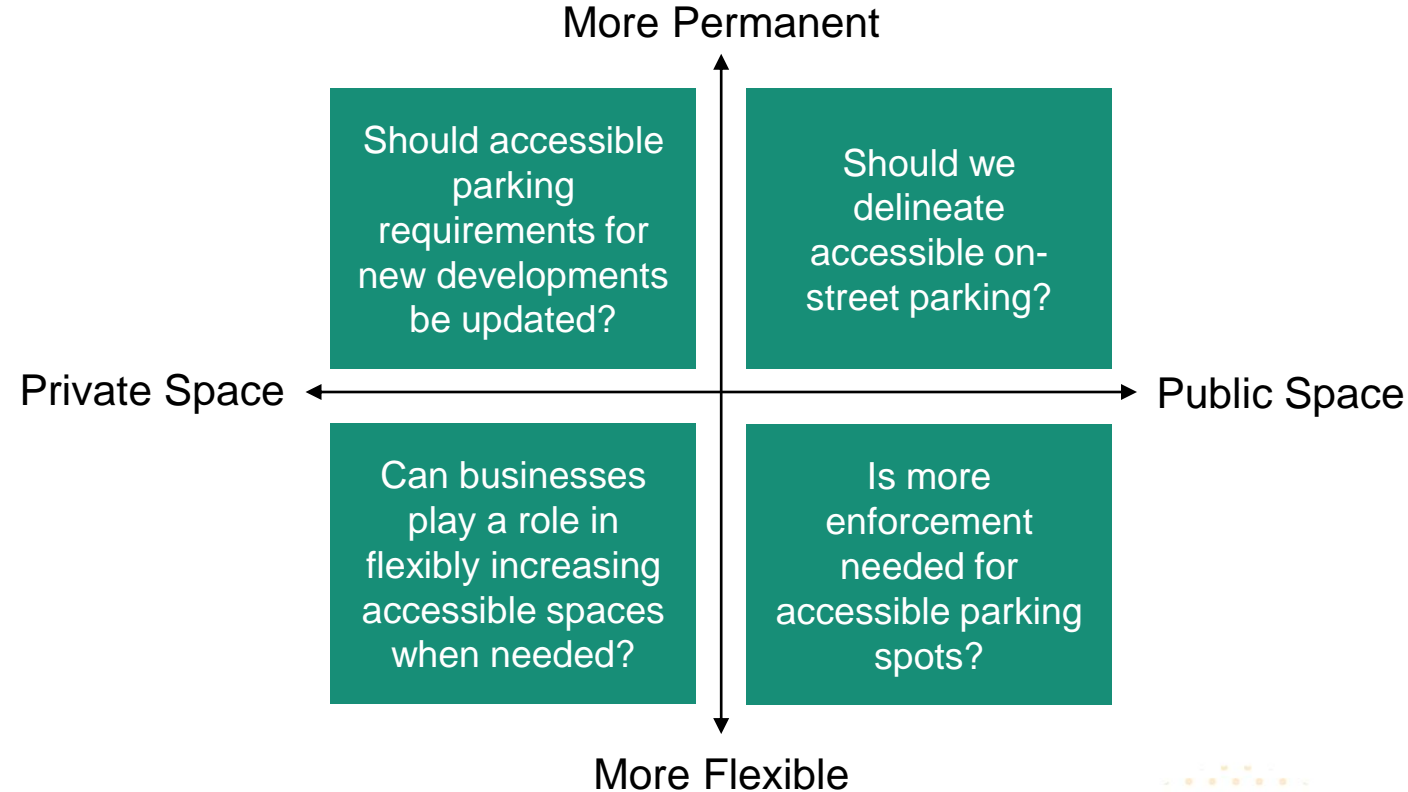 More Permanent
Should accessible
parking
requirements for
new developments
be updated?
Should we
delineate
accessible on-
street parking?
Private Space
Public Space
Can businesses
play a role in
flexibly increasing
accessible spaces
when needed?
Is more
enforcement
needed for
accessible parking
spots?
More Flexible